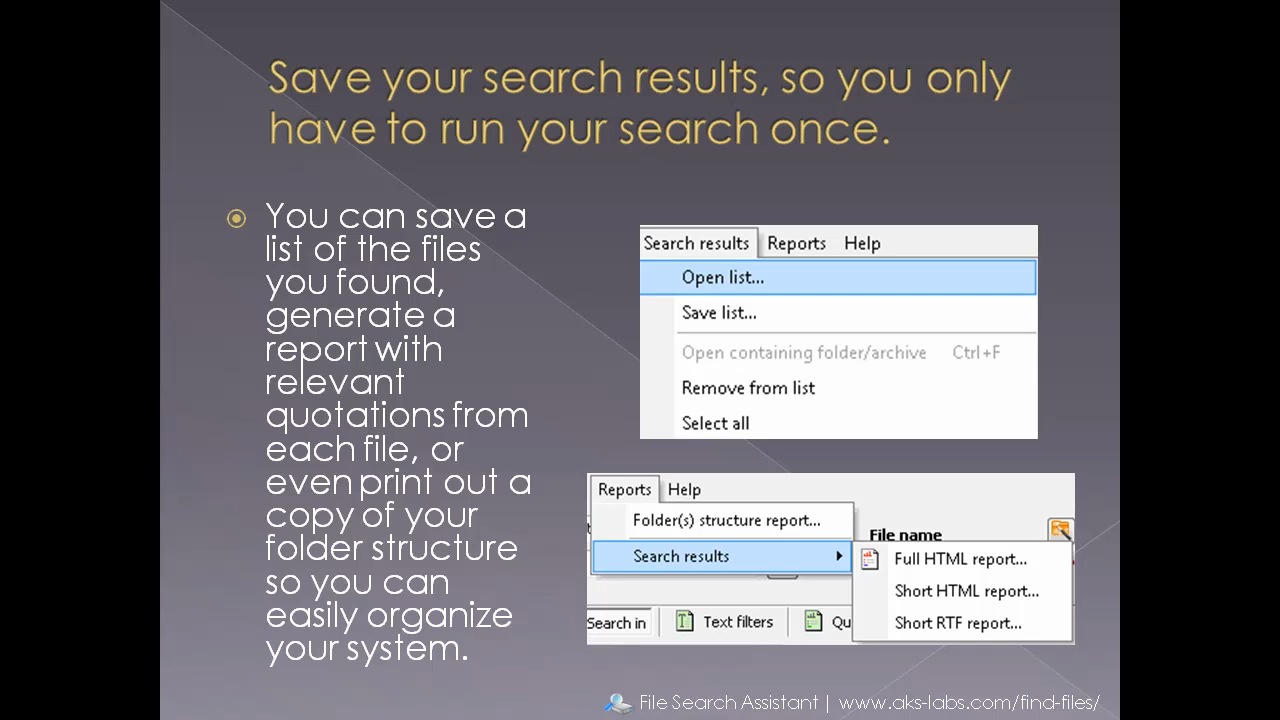 Save your search results, so you only
have to run your search once.
You can save a
list of the files
you found,
generate a
report with
relevant
quotations from
each file, or
even print out a
copy of your
folder structure
so you can
easily organize
your system.
Search results Reports Help
Open list...
Save list...
Open containing folder/archive Ctrl+F
Remove from list
Select all
Reports Help
Folder(s) structure report...
File name
Search results
Full HTML report...
Short HTML report...
Short RTF report...
Search in Text filters Qu
File Search Assistant | www.aks-labs.com/find-files/